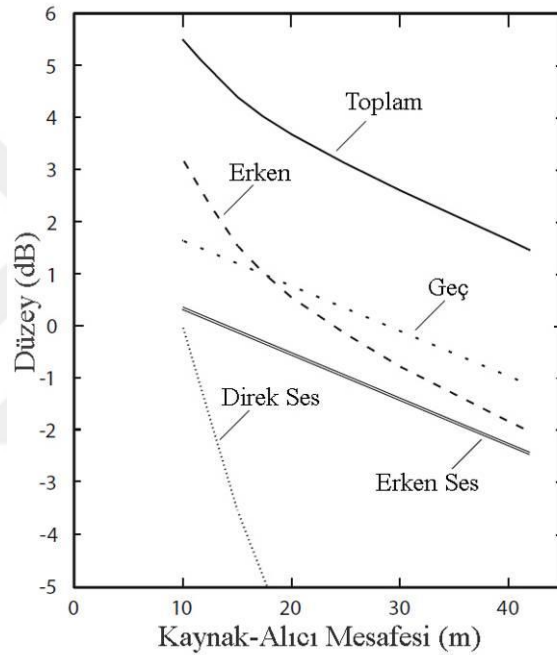 6
5
4
3
2
1
0
-1
-2
-3
-4
-5
Düzey (dB)
Toplam
Erken
Geç
Direk Ses
Erken Ses
0 10 20 30 40
Kaynak-Alıcı Mesafesi (m)